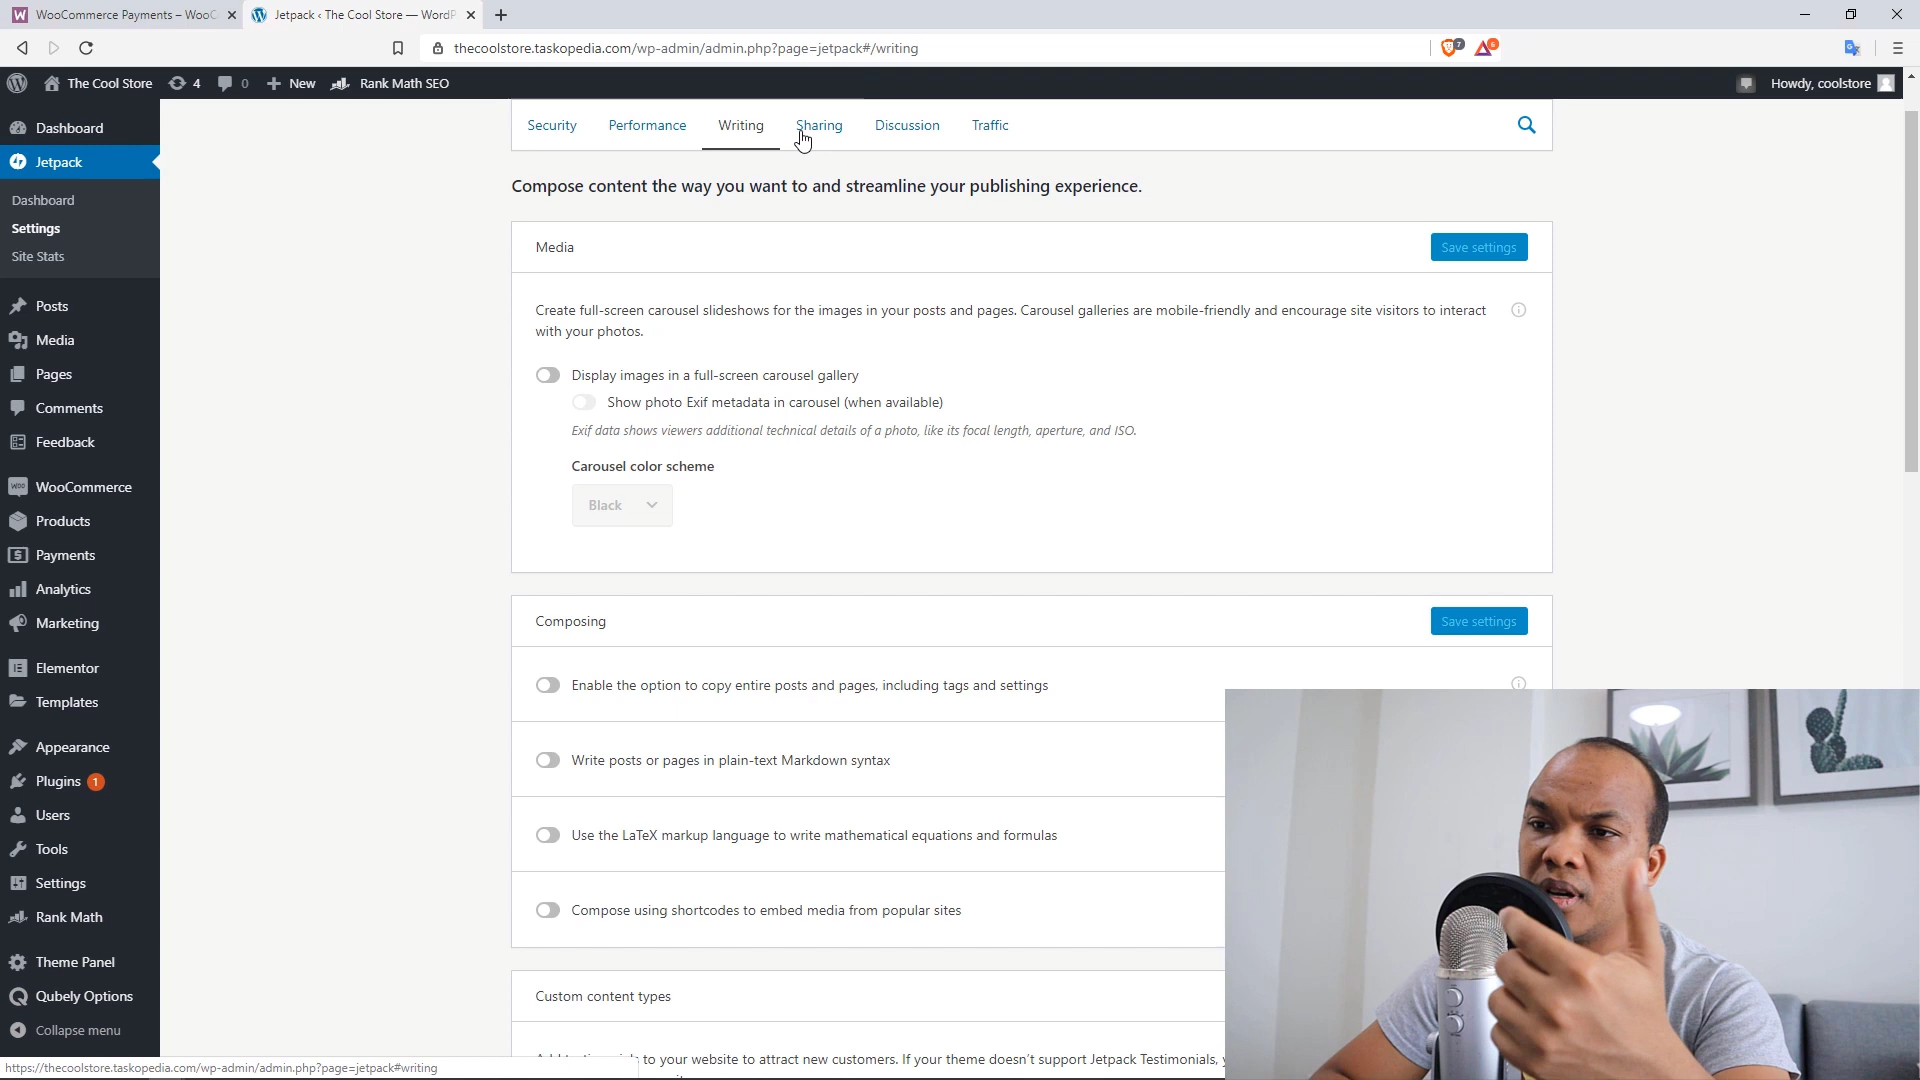 WooCommerce Payments – WooC
Jetpack ‹ The Cool Store — WordP
thecoolstore.taskopedia.com/wp-admin/admin.php?page=jetpack#/writing
7
6
The Cool Store
4
0
New
Rank Math SEO
Howdy, coolstore
Dashboard
Jetpack
Dashboard
Settings
Site Stats
Posts
Media
Pages
Comments
Feedback
WooCommerce
Products
Payments
Analytics
Marketing
Elementor
Templates
Appearance
Plugins 1
Users
Tools
Settings
Rank Math
Theme Panel
Qubely Options
Collapse menu
Security
Performance
Writing
Sharing
Discussion
Traffic
Compose content the way you want to and streamline your publishing experience.
Media
Save settings
Create full-screen carousel slideshows for the images in your posts and pages. Carousel galleries are mobile-friendly and encourage site visitors to interact
with your photos.
Display images in a full-screen carousel gallery
Show photo Exif metadata in carousel (when available)
Exif data shows viewers additional technical details of a photo, like its focal length, aperture, and ISO.
Carousel color scheme
Black
Composing
Save settings
Enable the option to copy entire posts and pages, including tags and settings
Write posts or pages in plain-text Markdown syntax
Use the LaTeX markup language to write mathematical equations and formulas
Compose using shortcodes to embed media from popular sites
Custom content types
to your website to attract new customers. If your theme doesn't support Jetpack Testimonials,
https://thecoolstore.taskopedia.com/wp-admin/admin.php?page=jetpack#writing